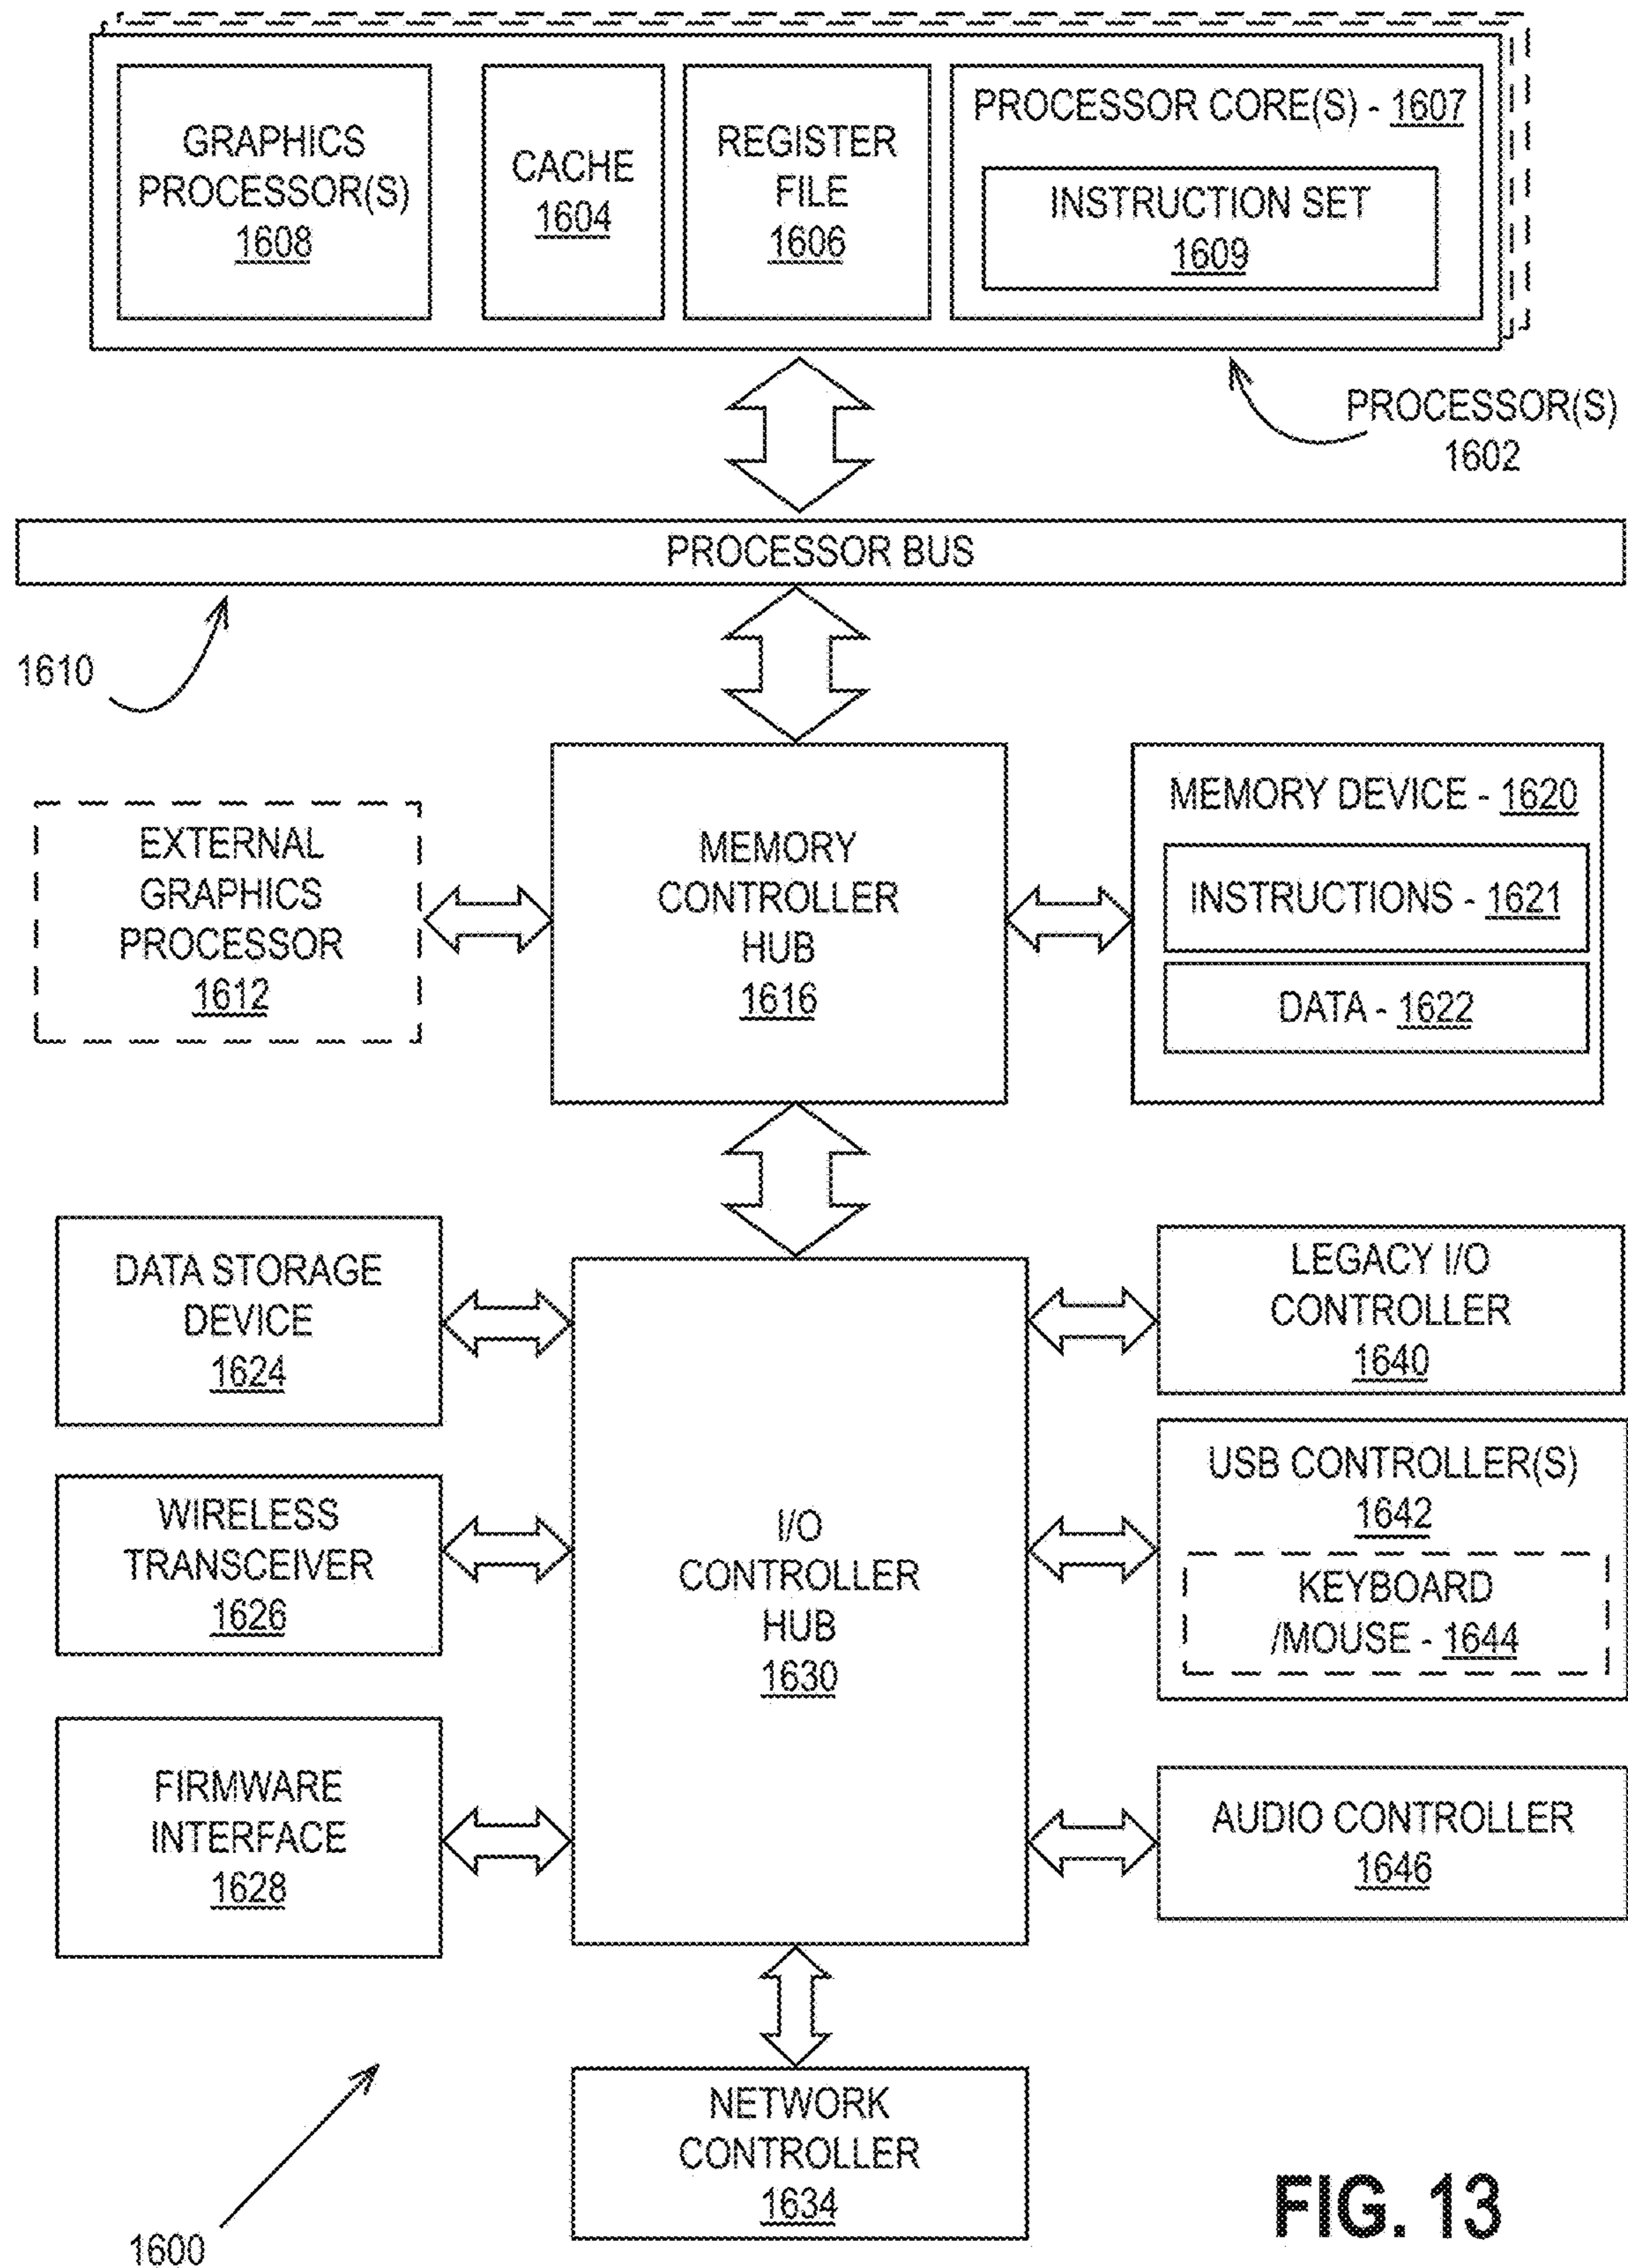 GRAPHICS
PROCESSOR(S)
1608
CACHE
1604
REGISTER
FILE
1606
PROCESSOR CORE(S) - 1607
INSTRUCTION SET
1609
PROCESSOR(S)
1602
PROCESSOR BUS
1610
EXTERNAL
GRAPHICS
PROCESSOR
1612
MEMORY
CONTROLLER
HUB
1616
MEMORY DEVICE - 1620
INSTRUCTIONS - 1621
DATA - 1622
DATA STORAGE
DEVICE
1624
WIRELESS
TRANSCEIVER
1626
FIRMWARE
INTERFACE
1628
I/O
CONTROLLER
HUB
1630
LEGACY I/O
CONTROLLER
1640
USB CONTROLLER(S)
1642
KEYBOARD
/MOUSE - 1644
AUDIO CONTROLLER
1646
NETWORK
CONTROLLER
1634
1600
FIG. 13